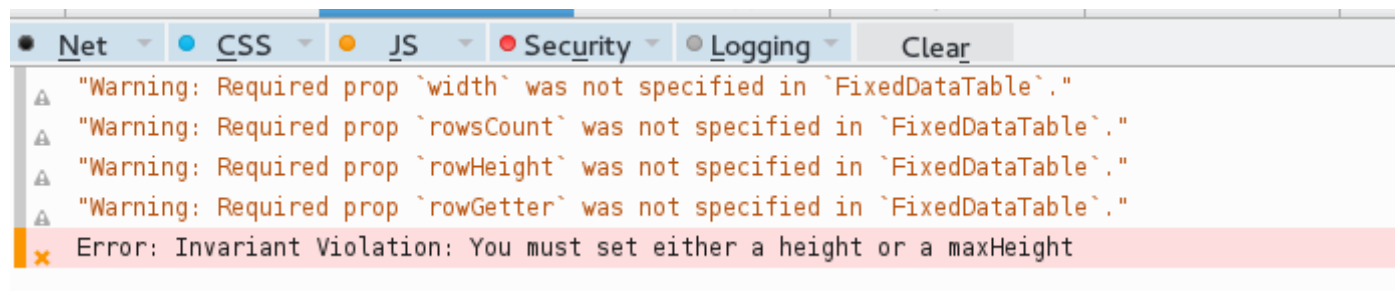 Net CSS JS Security Logging Clear
"Warning: Required prop `width` was not specified in `FixedDataTable`."
"Warning: Required prop `rowsCount` was not specified in `FixedDataTable`."
"Warning: Required prop `rowHeight` was not specified in `FixedDataTable`."
"Warning: Required prop `rowGetter` was not specified in `FixedDataTable`."
Error: Invariant Violation: You must set either a height or a maxHeight